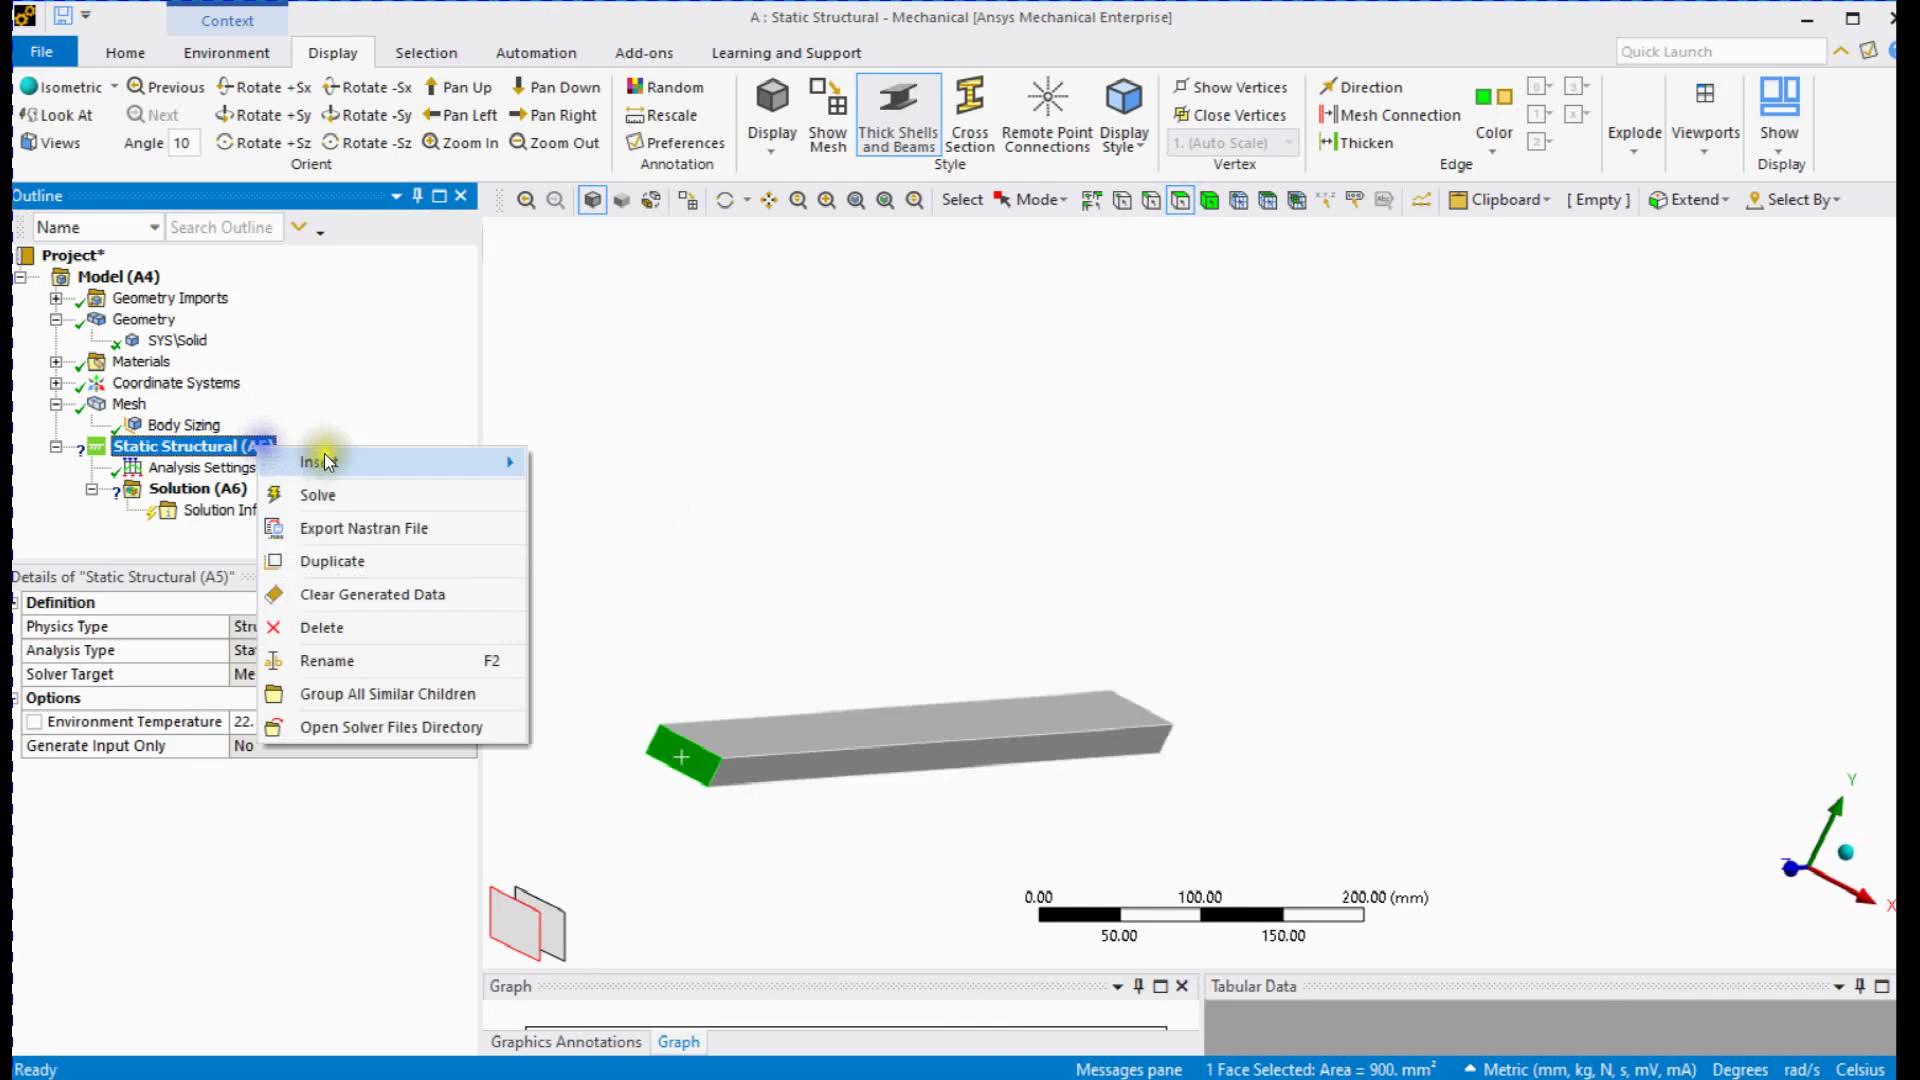 Context
A : Static Structural - Mechanical [Ansys Mechanical Enterprise]
File Home Environment Display Selection Automation Add-ons Learning and Support Quick Launch
Isometric Previous Rotate +Sx Rotate -Sx Pan Up Pan Down
Look At Next Rotate +Sy Rotate -Sy Pan Left Pan Right
Views Angle 10 Rotate +Sz Rotate -Sz Zoom In Zoom Out
Orient
Random
Rescale
Preferences
Annotation
Display
Show Mesh
Thick Shells and Beams
Cross Section
Remote Point Connections
Display Style
Style
Show Vertices
Close Vertices
1. (Auto Scale)
Vertex
Direction
Mesh Connection
Thicken
Color
Edge
0 3
1 x
2
Explode
Viewports
Show
Display
Outline
Select Mode Clipboard [ Empty ] Extend Select By
Name Search Outline
Project*
Model (A4)
Geometry Imports
Geometry
SYS\Solid
Materials
Coordinate Systems
Mesh
Body Sizing
Static Structural (A5)
Analysis Settings
Solution (A6)
Solution Inf
Insert
Solve
Export Nastran File
Duplicate
Clear Generated Data
Delete
Rename F2
Group All Similar Children
Open Solver Files Directory
Details of "Static Structural (A5)"
Definition
Physics Type Stru
Analysis Type Sta
Solver Target Me
Options
Environment Temperature 22.
Generate Input Only No
Y
Z
X
0.00 100.00 200.00 (mm)
50.00 150.00
Graph
Tabular Data
Graphics Annotations Graph
Ready Messages pane 1 Face Selected: Area = 900. mm² Metric (mm, kg, N, s, mV, mA) Degrees rad/s Celsius